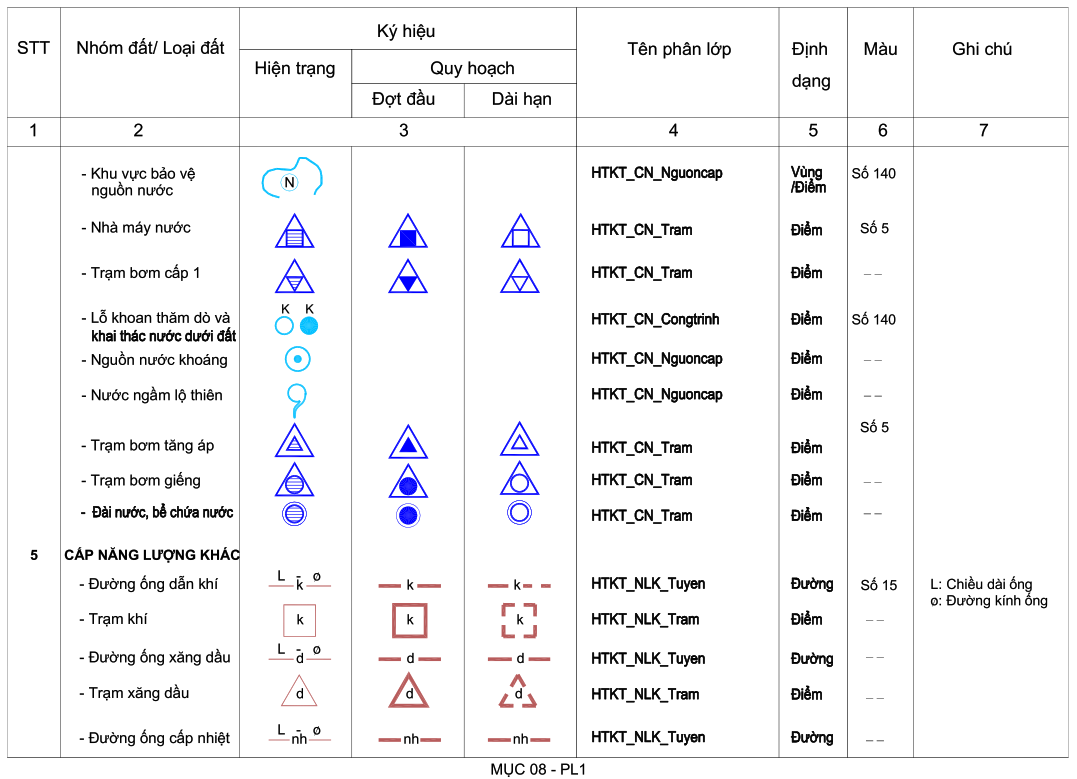 STT Nhóm đất/ Loại đất Ký hiệu Tên phân lớp Định dạng Màu Ghi chú
Hiện trạng Quy hoạch
Đợt đầu Dài hạn
1 2 3 4 5 6 7
- Khu vực bảo vệ nguồn nước N HTKT_CN_Nguoncap Vùng /Điểm Số 140
- Nhà máy nước HTKT_CN_Tram Điểm Số 5
- Trạm bơm cấp 1 HTKT_CN_Tram Điểm – –
- Lỗ khoan thăm dò và khai thác nước dưới đất K K HTKT_CN_Congtrinh Điểm Số 140
- Nguồn nước khoáng HTKT_CN_Nguoncap Điểm – –
- Nước ngầm lộ thiên HTKT_CN_Nguoncap Điểm – –
Số 5
- Trạm bơm tăng áp HTKT_CN_Tram Điểm
- Trạm bơm giếng HTKT_CN_Tram Điểm – –
- Đài nước, bể chứa nước HTKT_CN_Tram Điểm – –
5 CẤP NĂNG LƯỢNG KHÁC
- Đường ống dẫn khí L - ø k k k HTKT_NLK_Tuyen Đường Số 15 L: Chiều dài ống
ø: Đường kính ống
- Trạm khí k k k HTKT_NLK_Tram Điểm – –
- Đường ống xăng dầu L - ø d d d HTKT_NLK_Tuyen Đường – –
- Trạm xăng dầu d d d HTKT_NLK_Tram Điểm – –
- Đường ống cấp nhiệt L - ø nh nh nh HTKT_NLK_Tuyen Đường – –
MỤC 08 - PL1